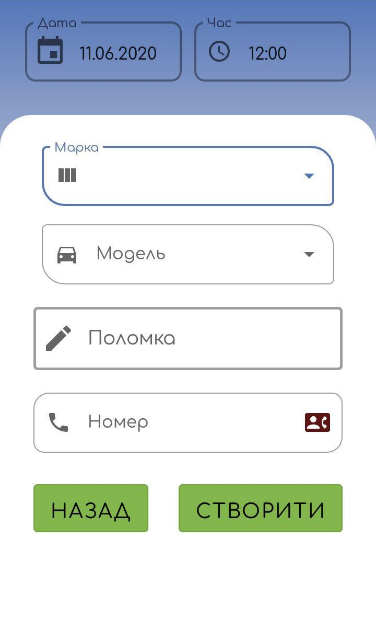 Дата
Час
11.06.2020
12:00
Марка
Модель
Поломка
Номер
НАЗАД
СТВОРИТИ